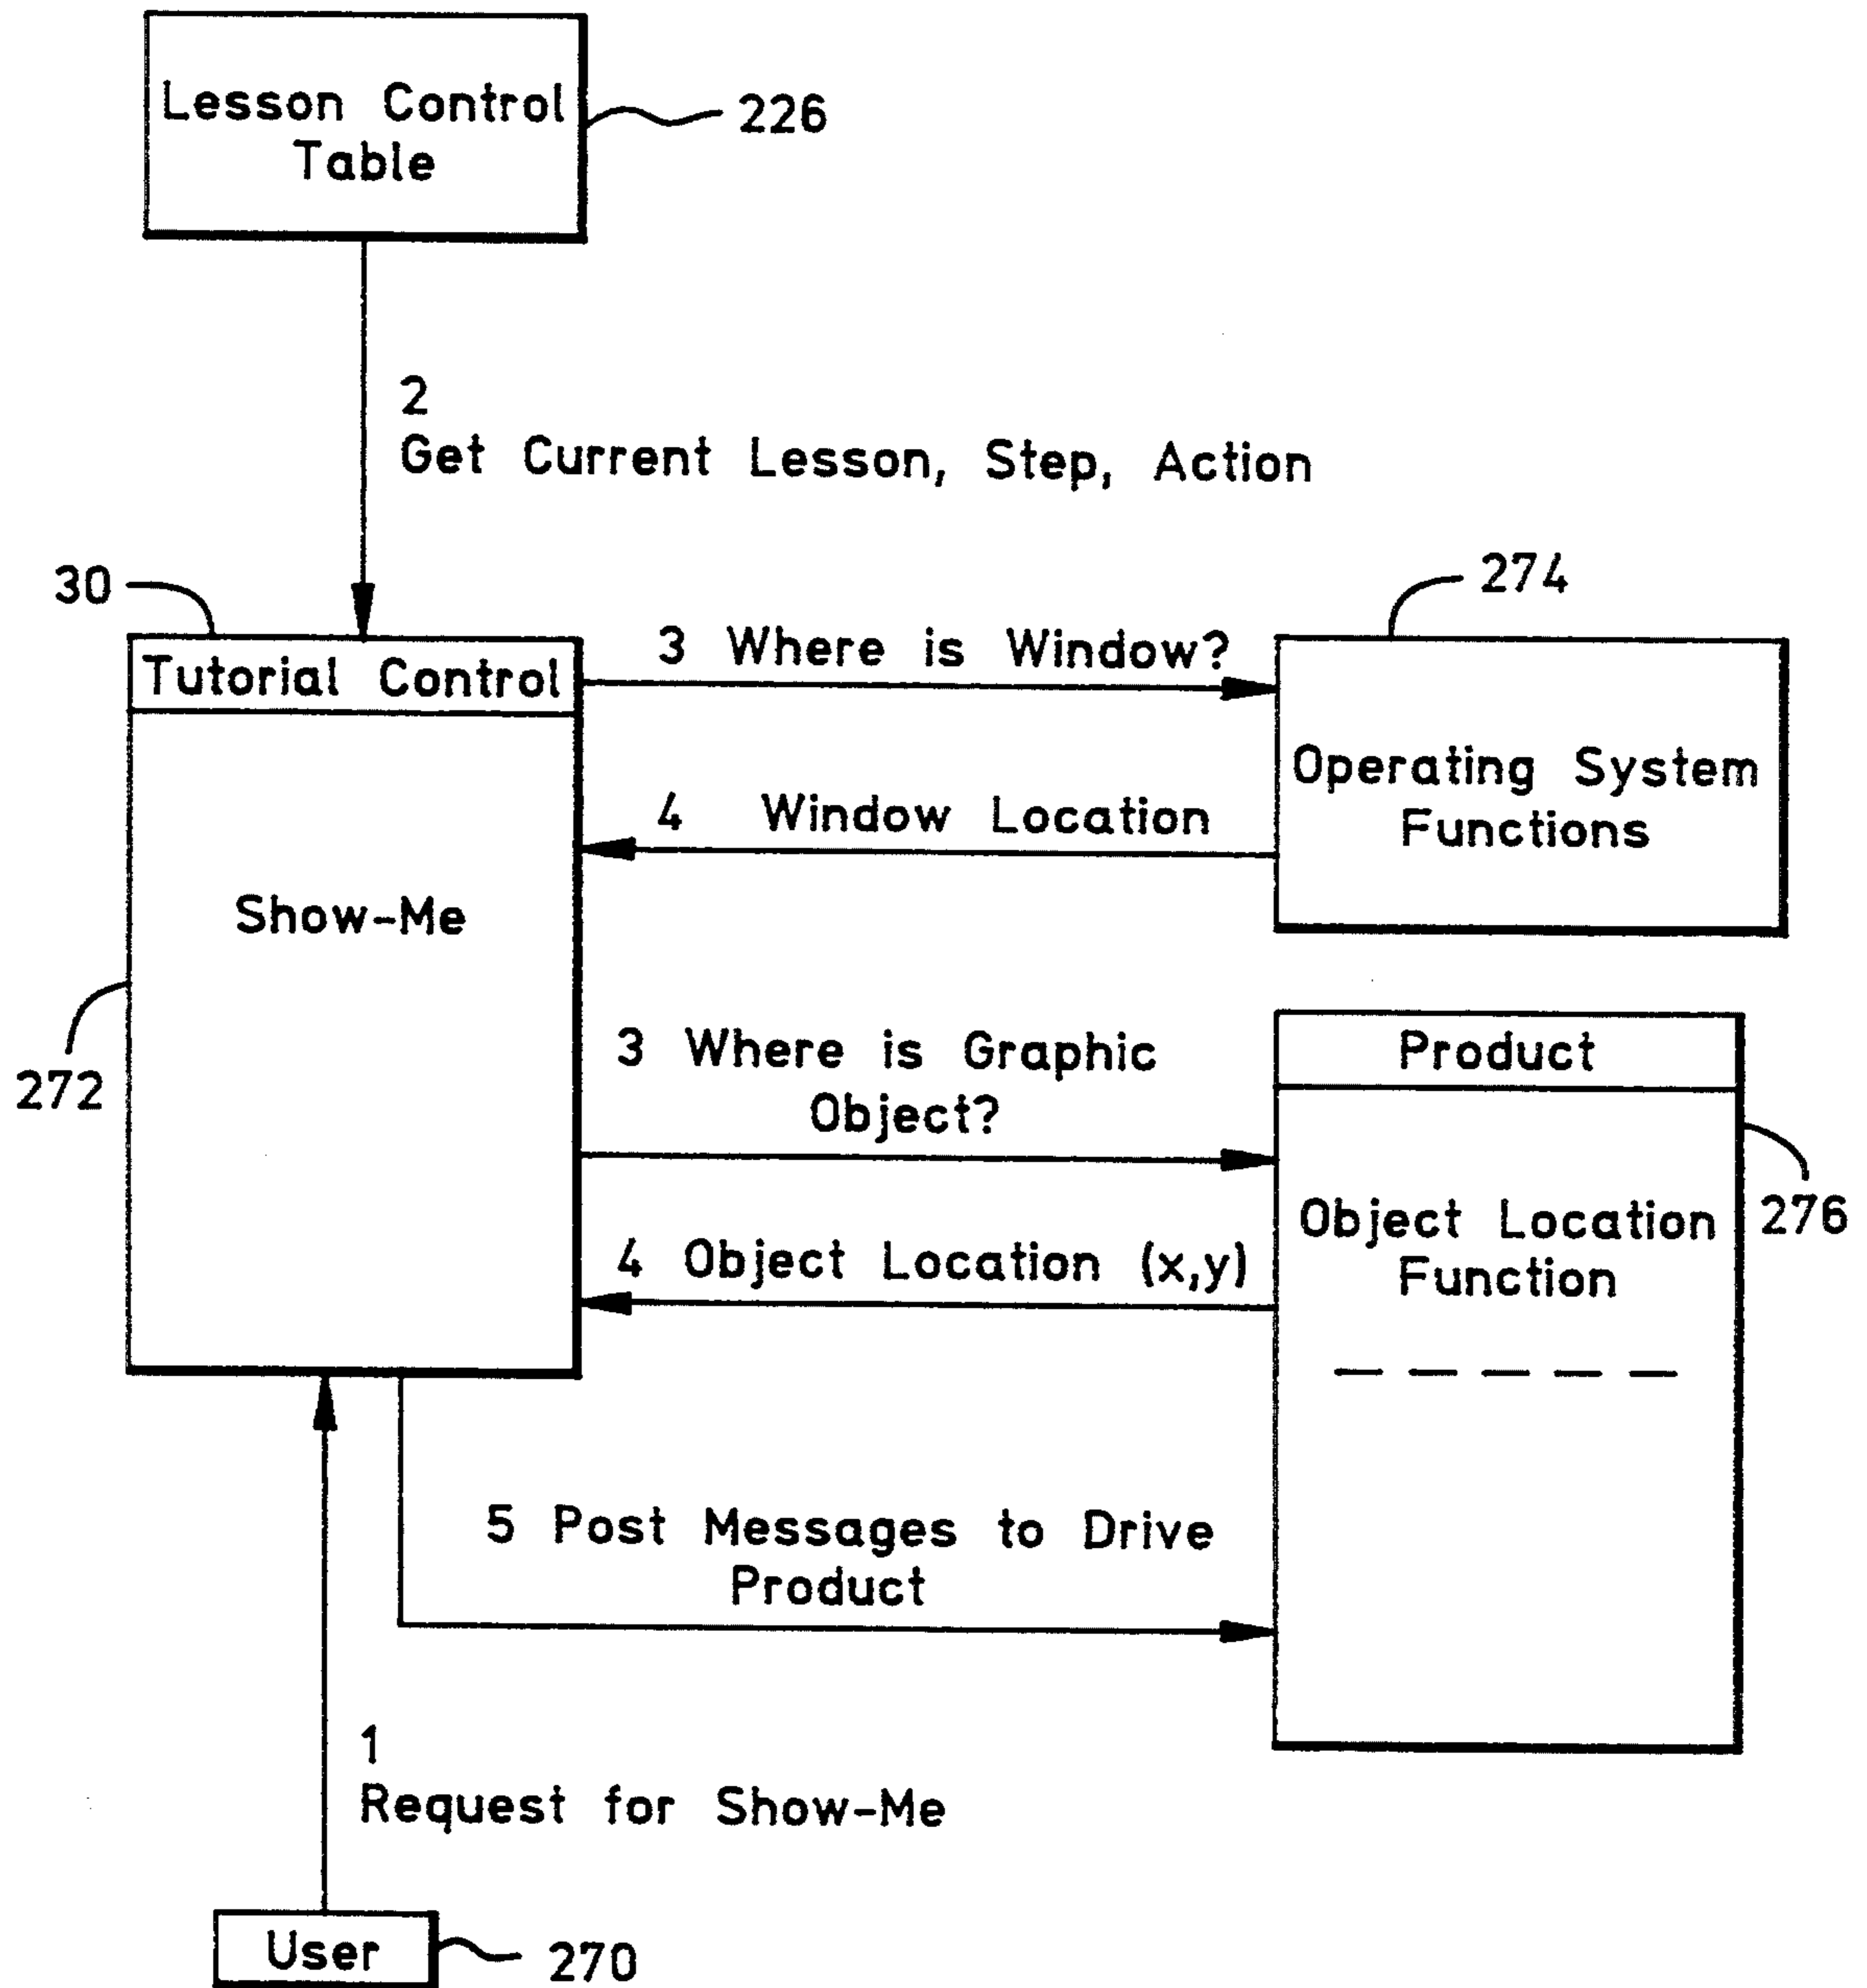 Lesson Control
Table
226
2
Get Current Lesson, Step, Action
30
274
Tutorial Control
3 Where is Window?
Operating System
Functions
4 Window Location
Show-Me
272
3 Where is Graphic
Object?
Product
276
Object Location
Function
4 Object Location (x,y)
5 Post Messages to Drive
Product
1
Request for Show-Me
User
270